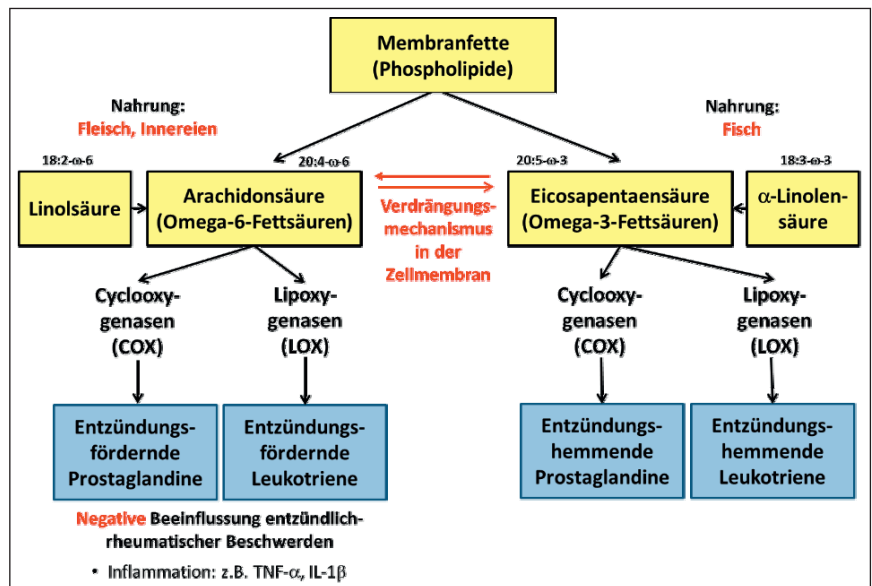 Membranfette
(Phospholipide)
Nahrung:
Fleisch, Innereien
Nahrung:
Fisch
18:2-ω-6
20:4-ω-6
20:5-ω-3
18:3-ω-3
Linolsäure
Arachidonsäure
(Omega-6-Fettsäuren)
Verdrängungs-
mechanismus
in der
Zellmembran
Eicosapentaensäure
(Omega-3-Fettsäuren)
α-Linolen-
säure
Cyclooxy-
genasen
(COX)
Lipoxy-
genasen
(LOX)
Cyclooxy-
genasen
(COX)
Lipoxy-
genasen
(LOX)
Entzündungs-
fördernde
Prostaglandine
Entzündungs-
fördernde
Leukotriene
Entzündungs-
hemmende
Prostaglandine
Entzündungs-
hemmende
Leukotriene
Negative Beeinflussung entzündlich-
rheumatischer Beschwerden
• Inflammation: z.B. TNF-α, IL-1β